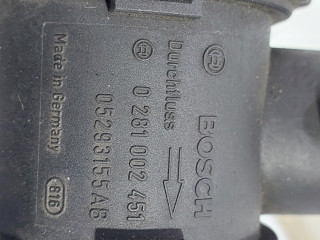 BOSCH
Durchfluss
0 281 002 451
05293155AB
Made in Germany
816